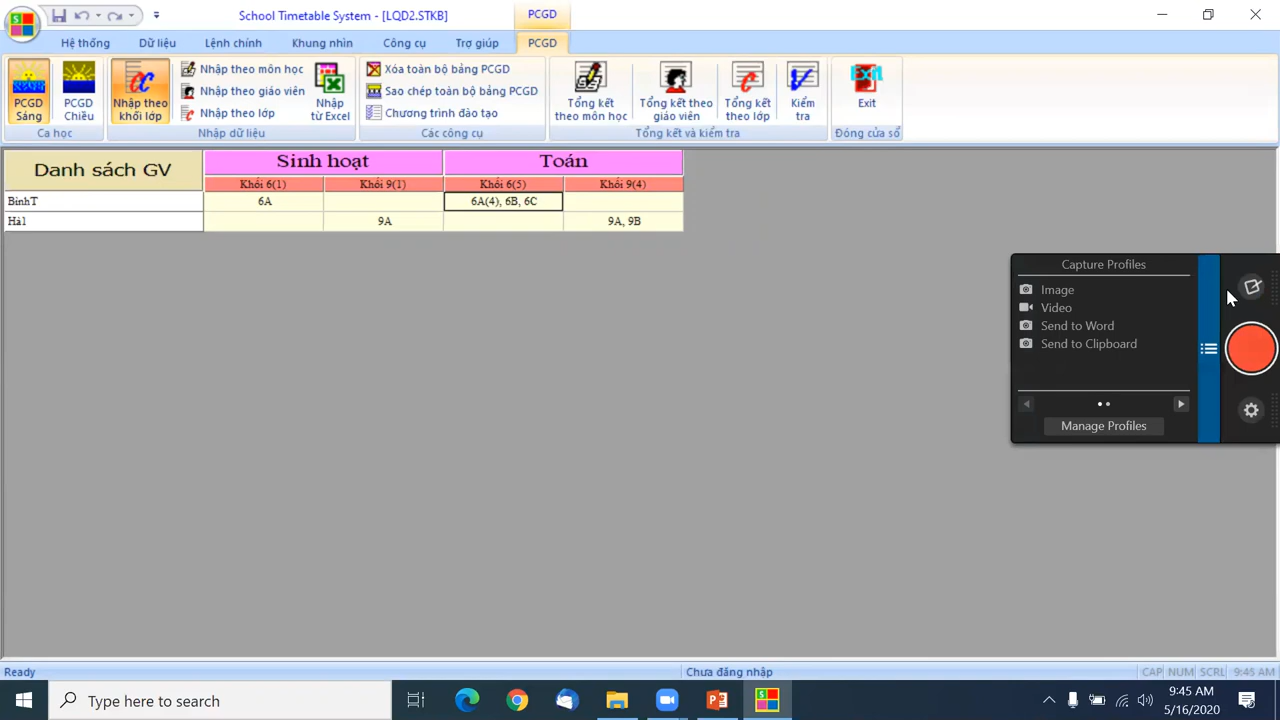 School Timetable System - [LQD2.STKB]
PCGD
Hệ thống
Dữ liệu
Lệnh chính
Khung nhìn
Công cụ
Trợ giúp
PCGD
PCGD Sáng
PCGD Chiều
Ca học
Nhập theo khối lớp
Nhập theo môn học
Nhập theo giáo viên
Nhập theo lớp
Nhập từ Excel
Nhập dữ liệu
Xóa toàn bộ bảng PCGD
Sao chép toàn bộ bảng PCGD
Chương trình đào tạo
Các công cụ
Tổng kết theo môn học
Tổng kết theo giáo viên
Tổng kết theo lớp
Kiểm tra
Tổng kết và kiểm tra
Exit
Đóng cửa sổ
Danh sách GV
Sinh hoạt
Toán
Khối 6(1)
Khối 9(1)
Khối 6(5)
Khối 9(4)
BìnhT
6A
6A(4), 6B, 6C
Hà1
9A
9A, 9B
Capture Profiles
Image
Video
Send to Word
Send to Clipboard
Manage Profiles
Ready
Chưa đăng nhập
CAP NUM SCRL 9:45 AM
Type here to search
9:45 AM
5/16/2020